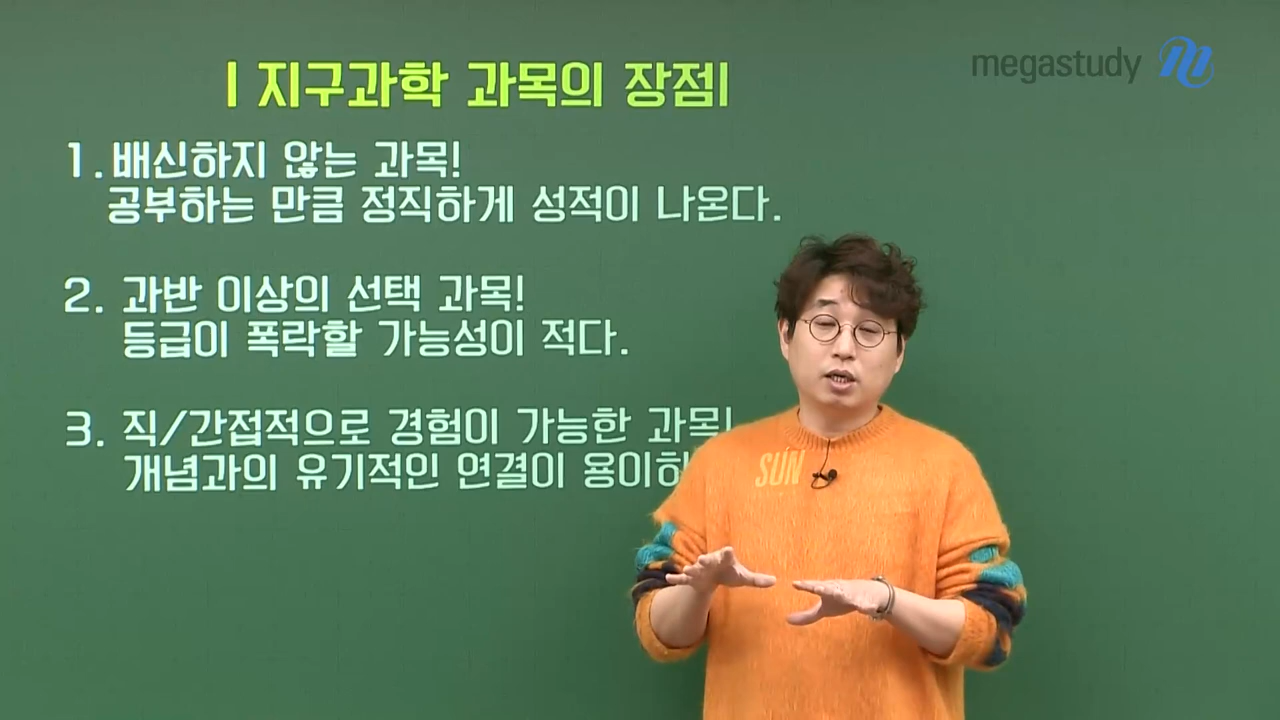 megastudy
| 지구과학 과목의 장점|
1. 배신하지 않는 과목!
공부하는 만큼 정직하게 성적이 나온다.
2. 과반 이상의 선택 과목!
등급이 폭락할 가능성이 적다.
3. 직/간접적으로 경험이 가능한 과목!
개념과의 유기적인 연결이
SUN